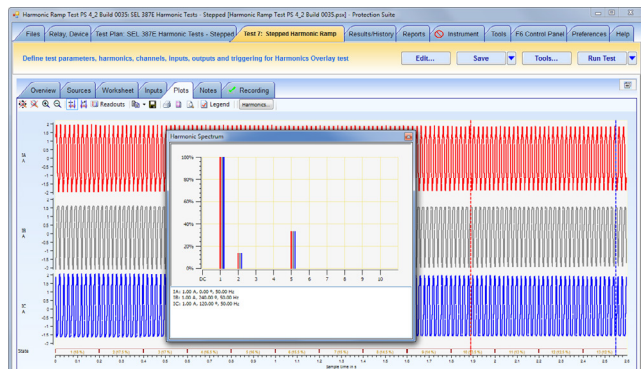 Harmonic Ramp Test PS 4_2 Build 0035: SEL 387E Harmonic Tests - Stepped [Harmonic Ramp Test PS 4_2 Build 0035.psx] - Protection Suite
Files Relay, Device Test Plan: SEL 387E Harmonic Tests - Stepped Test 7: Stepped Harmonic Ramp Results/History Reports Instrument Tools F6 Control Panel Preferences Help
Define test parameters, harmonics, channels, inputs, outputs and triggering for Harmonics Overlay test Edit... Save Tools... Run Test
Overview Sources Worksheet Inputs Plots Notes Recording
Readouts Legend Harmonics...
Harmonic Spectrum
100%
80%
60%
40%
20%
0%
DC 1 2 3 4 5 6 7 8 9 10
IA: 1.00 A, 0.00 º, 50.00 Hz
IB: 1.00 A, 240.00 º, 50.00 Hz
IC: 1.00 A, 120.00 º, 50.00 Hz
IA
A
IB
A
IC
A
State
Sample time in s